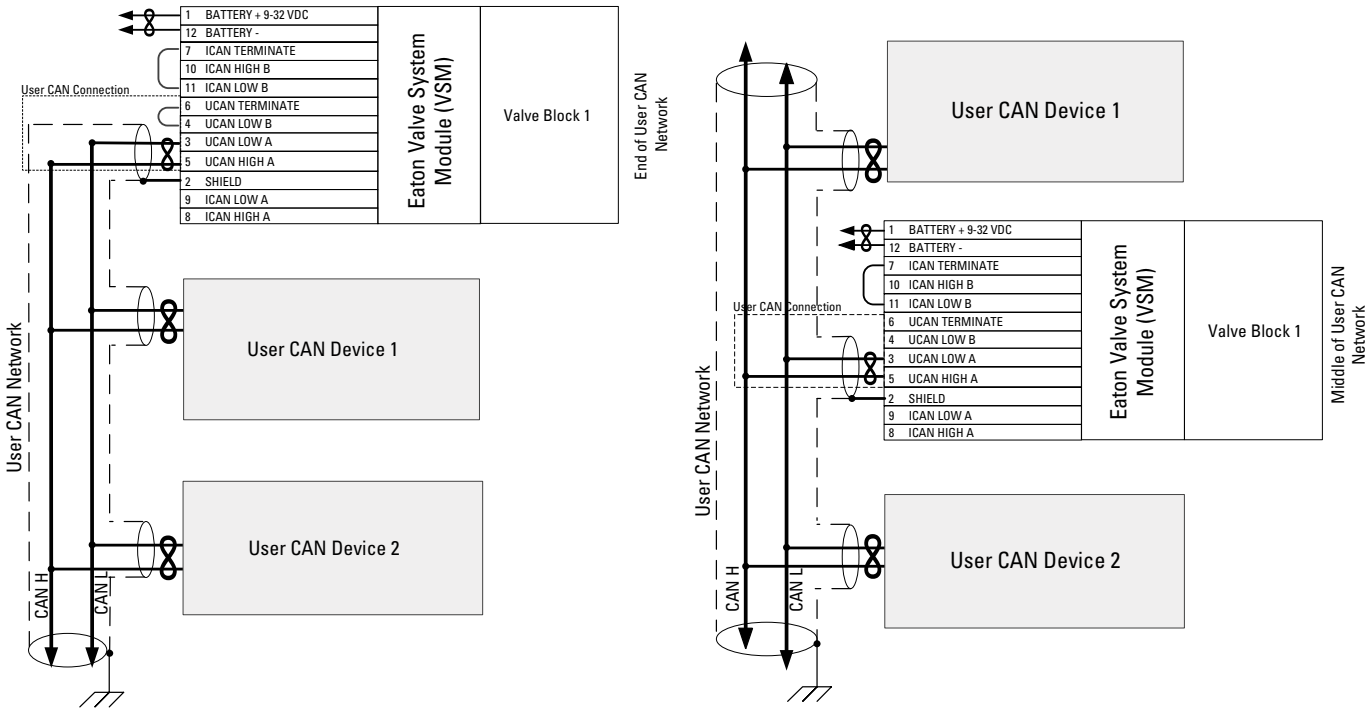 1 BATTERY + 9-32 VDC
12 BATTERY -
7 ICAN TERMINATE
10 ICAN HIGH B
11 ICAN LOW B
6 UCAN TERMINATE
4 UCAN LOW B
3 UCAN LOW A
5 UCAN HIGH A
2 SHIELD
9 ICAN LOW A
8 ICAN HIGH A
User CAN Connection
Eaton Valve System
Module (VSM)
Valve Block 1
End of User CAN
Network
User CAN Device 1
User CAN Device 2
User CAN Network
CAN H
CAN L
User CAN Device 1
1 BATTERY + 9-32 VDC
12 BATTERY -
7 ICAN TERMINATE
10 ICAN HIGH B
11 ICAN LOW B
6 UCAN TERMINATE
4 UCAN LOW B
3 UCAN LOW A
5 UCAN HIGH A
2 SHIELD
9 ICAN LOW A
8 ICAN HIGH A
User CAN Connection
Eaton Valve System
Module (VSM)
Valve Block 1
Middle of User CAN
Network
User CAN Device 2
User CAN Network
CAN H
CAN L